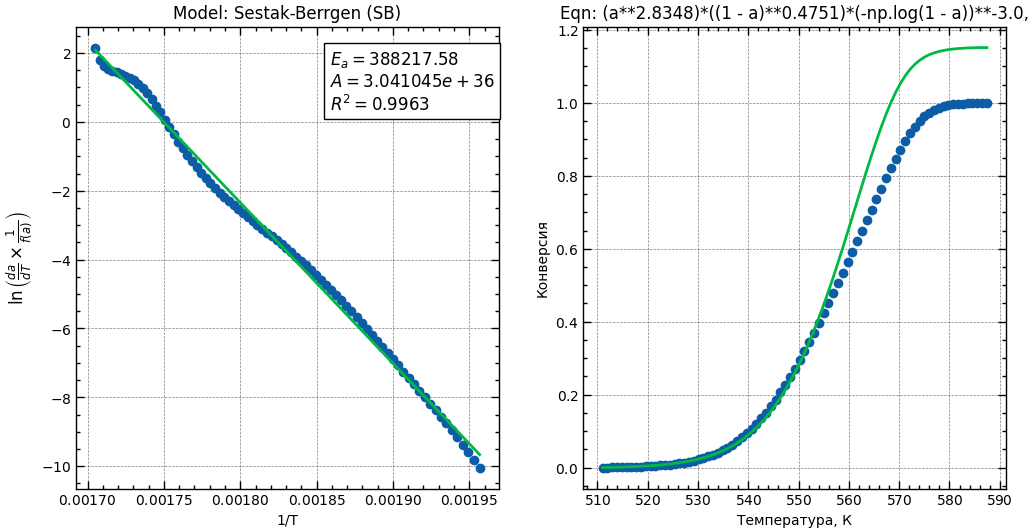 Model: Sestak-Berrgen (SB)
Eqn: (a**2.8348)*((1 - a)**0.4751)*(-np.log(1 - a))**-3.0,
E_a = 388217.58
A = 3.041045e + 36
R^2 = 0.9963
ln(da/dT × 1/f(a))
2
0
−2
−4
−6
−8
−10
0.00170 0.00175 0.00180 0.00185 0.00190 0.00195
1/T
Конверсия
1.2
1.0
0.8
0.6
0.4
0.2
0.0
510 520 530 540 550 560 570 580 590
Температура, К